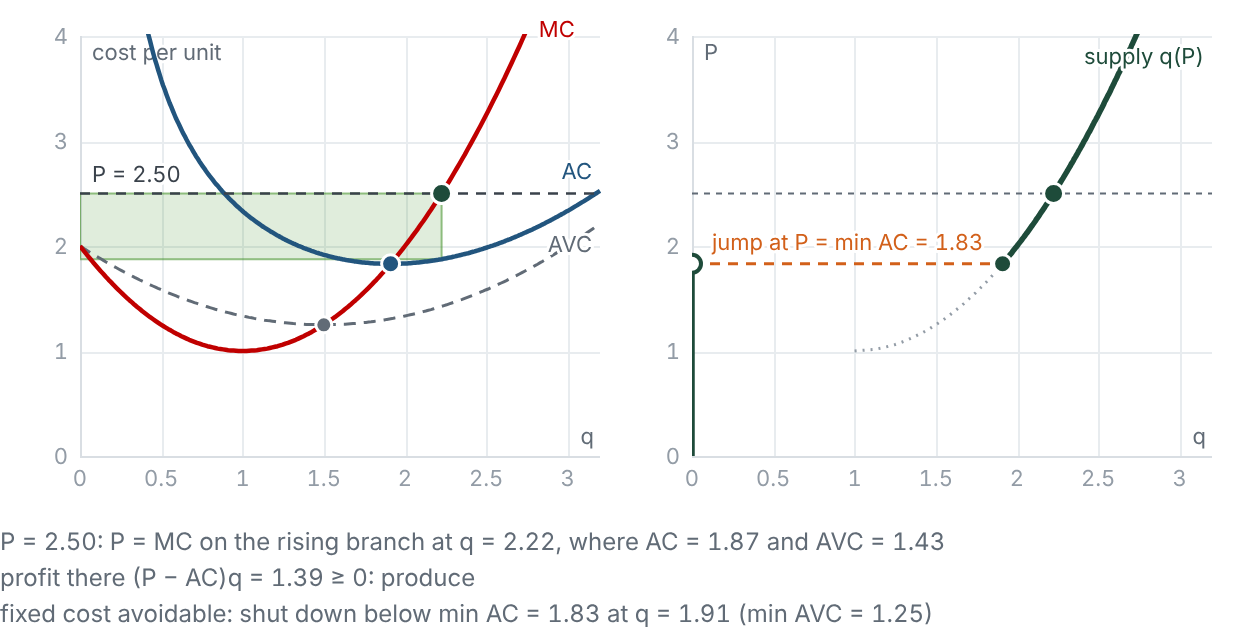 4
cost per unit
MC
3
P = 2.50
AC
2
AVC
1
0
q
0 0.5 1 1.5 2 2.5 3
4
P
supply q(P)
3
2
jump at P = min AC = 1.83
1
0
q
0 0.5 1 1.5 2 2.5 3
P = 2.50: P = MC on the rising branch at q = 2.22, where AC = 1.87 and AVC = 1.43
profit there (P − AC)q = 1.39 ≥ 0: produce
fixed cost avoidable: shut down below min AC = 1.83 at q = 1.91 (min AVC = 1.25)